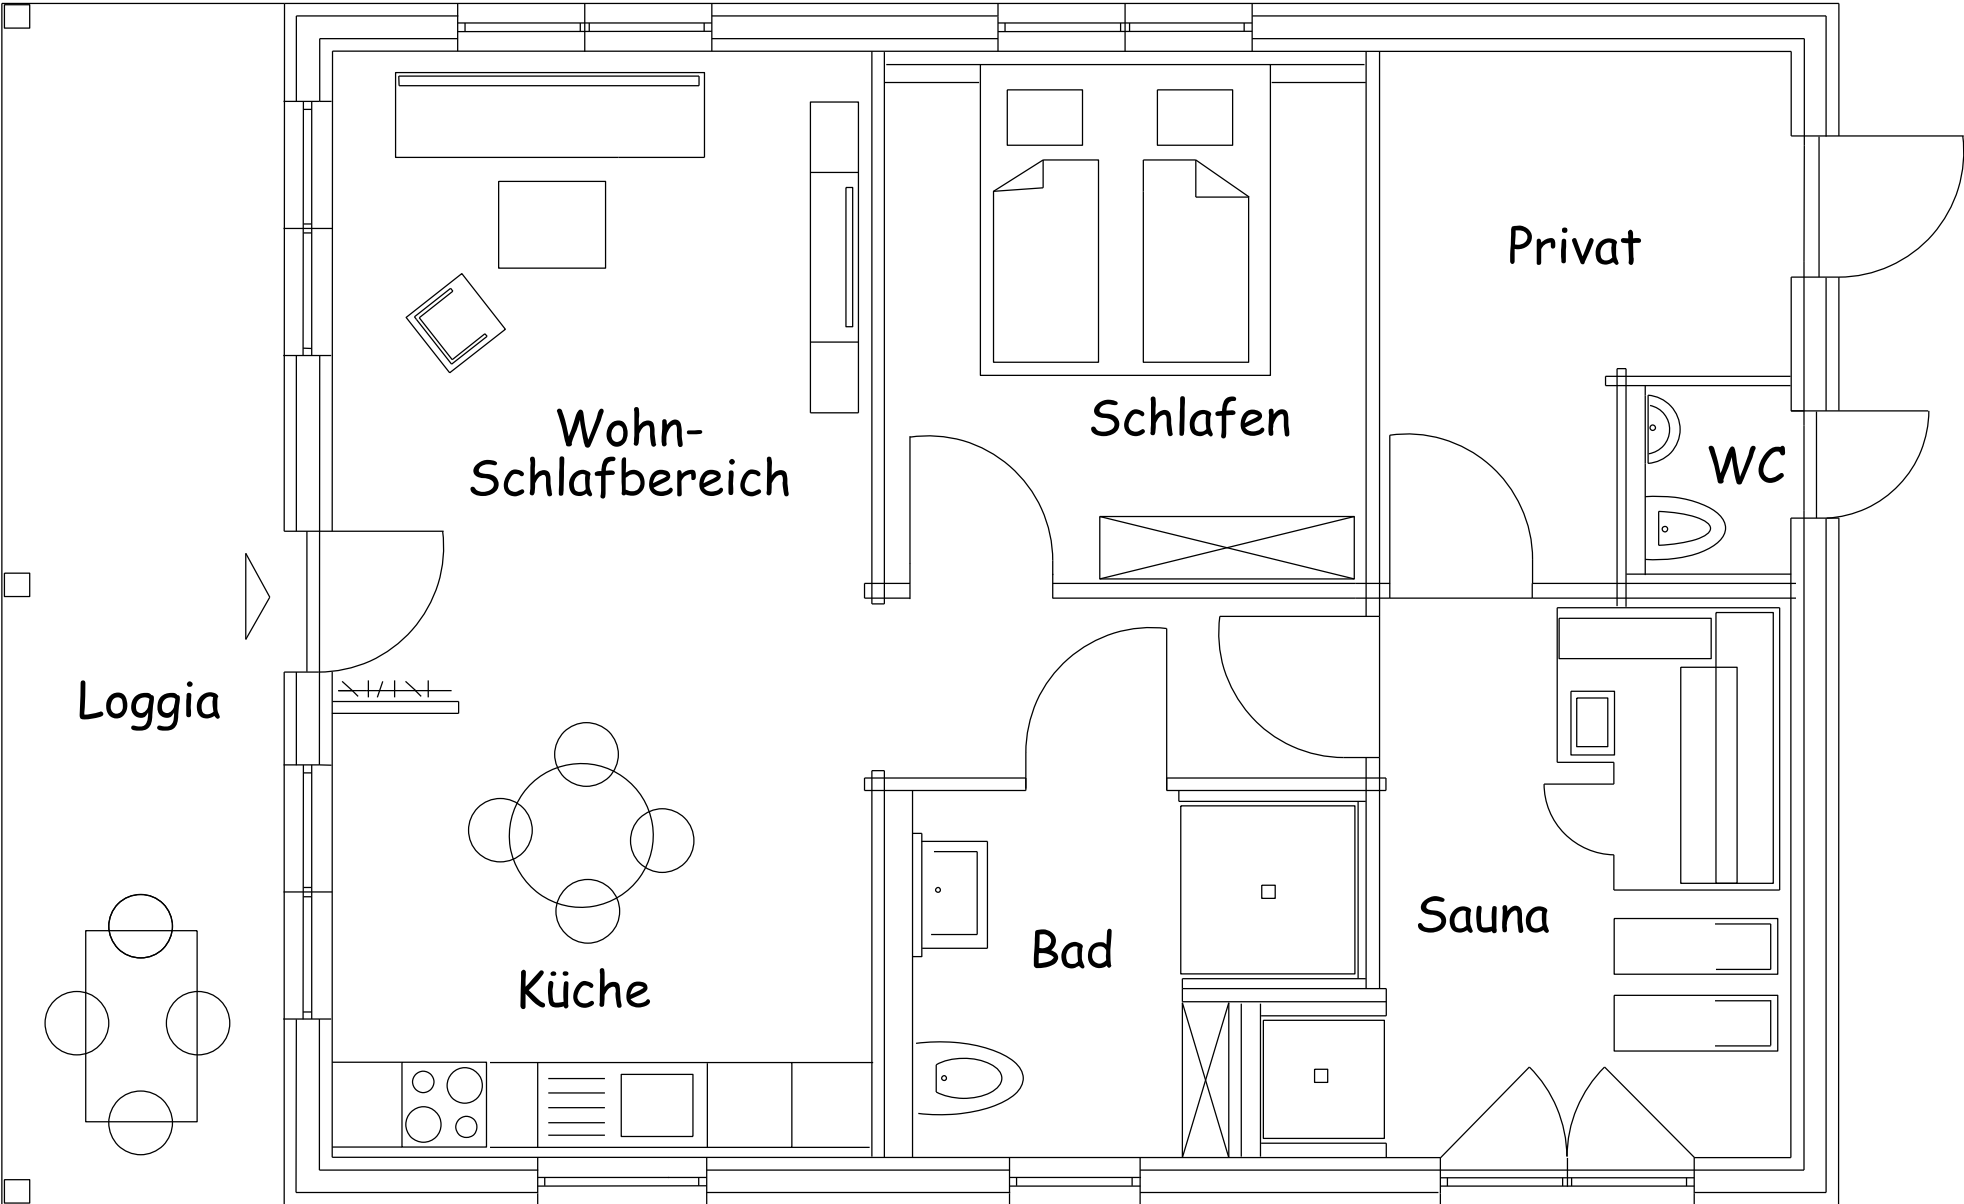 Privat
Schlafen
Wohn-
Schlafbereich
WC
Loggia
Sauna
Bad
Küche